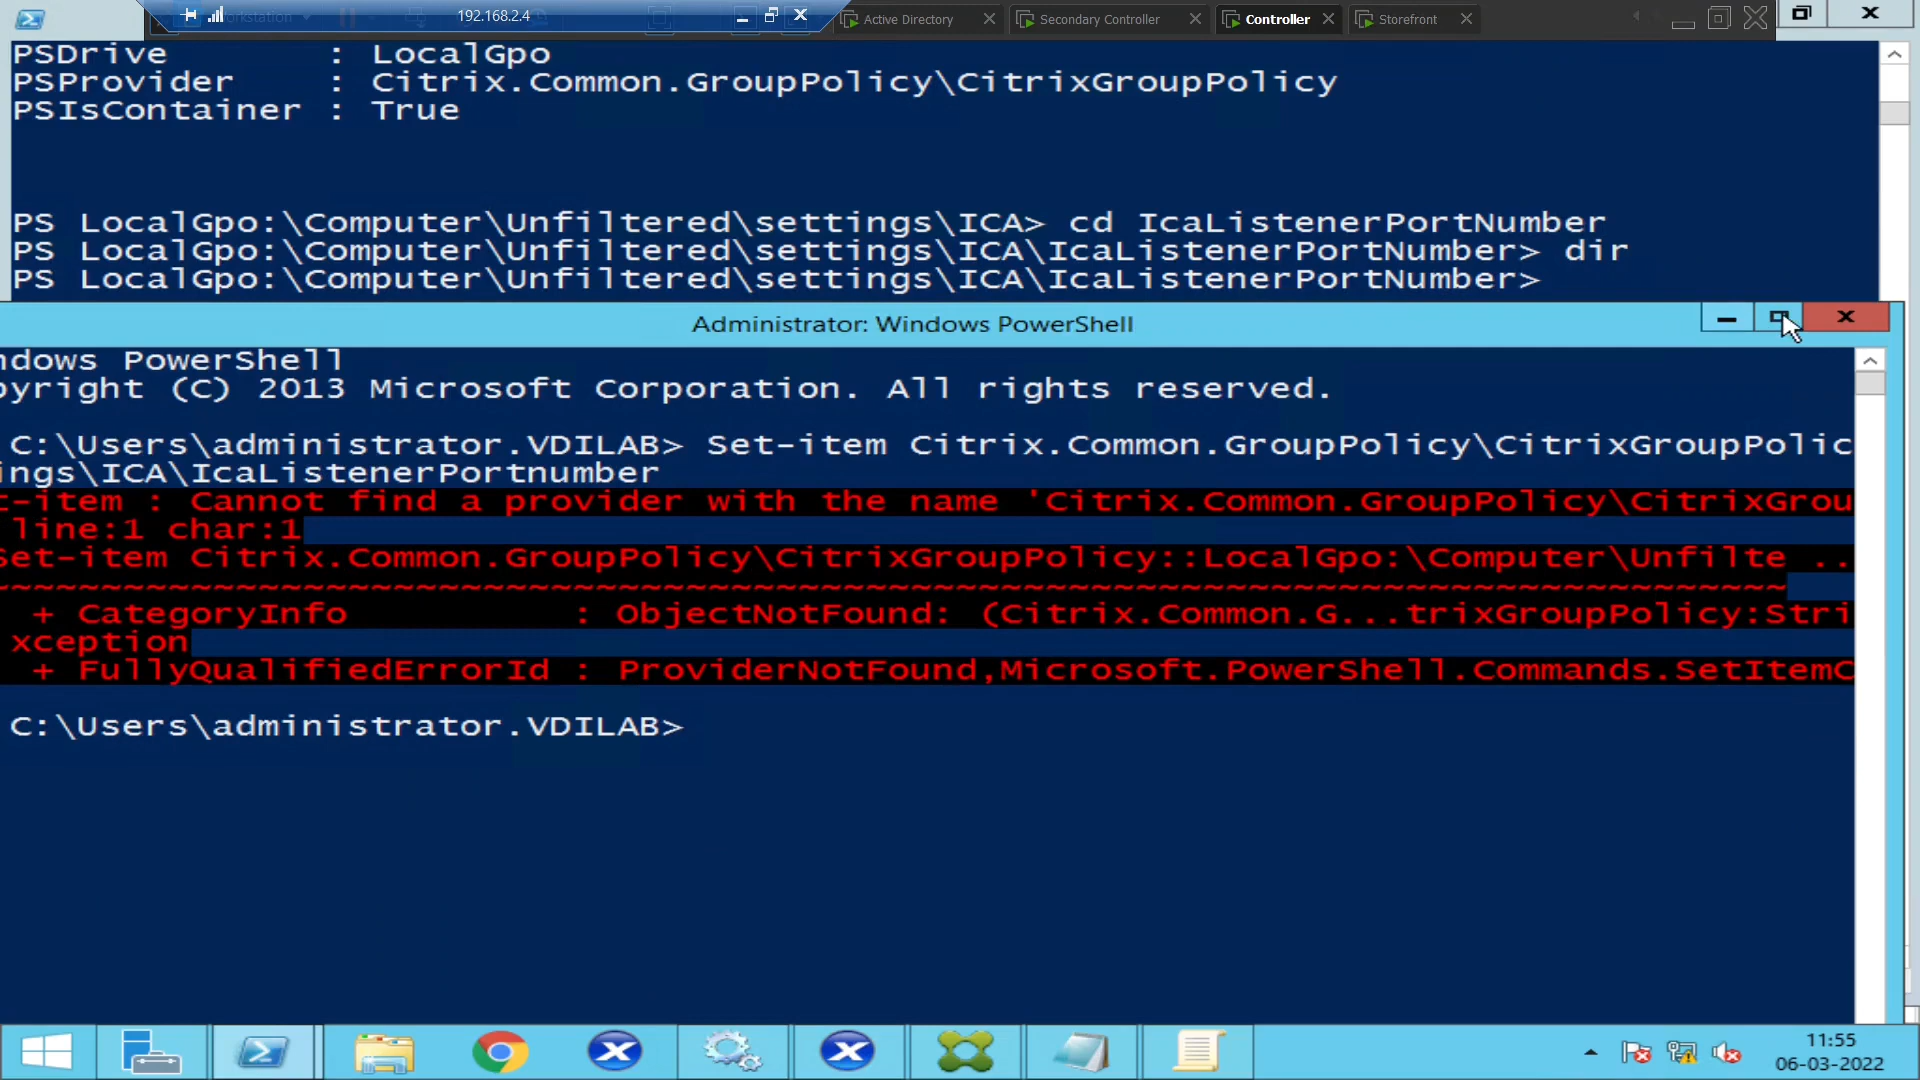 orkstation
192.168.2.4
Active Directory
Secondary Controller
Controller
Storefront
PSDrive : LocalGpo
PSProvider : Citrix.Common.GroupPolicy\CitrixGroupPolicy
PSIsContainer : True
PS LocalGpo:\Computer\Unfiltered\settings\ICA> cd IcaListenerPortNumber
PS LocalGpo:\Computer\Unfiltered\settings\ICA\IcaListenerPortNumber> dir
PS LocalGpo:\Computer\Unfiltered\settings\ICA\IcaListenerPortNumber>
Administrator: Windows PowerShell
ndows PowerShell
pyright (C) 2013 Microsoft Corporation. All rights reserved.
C:\Users\administrator.VDILAB> Set-item Citrix.Common.GroupPolicy\CitrixGroupPolic
ings\ICA\IcaListenerPortnumber
t-item : Cannot find a provider with the name 'Citrix.Common.GroupPolicy\CitrixGrou
line:1 char:1
Set-item Citrix.Common.GroupPolicy\CitrixGroupPolicy::LocalGpo:\Computer\Unfilte ...
~~~~~~~~~~~~~~~~~~~~~~~~~~~~~~~~~~~~~~~~~~~~~~~~~~~~~~~~~~~~~~~~~~~~~~~~~~~~~~~~
+ CategoryInfo : ObjectNotFound: (Citrix.Common.G...trixGroupPolicy:Stri
xception
+ FullyQualifiedErrorId : ProviderNotFound,Microsoft.PowerShell.Commands.SetItemC
C:\Users\administrator.VDILAB>
11:55
06-03-2022